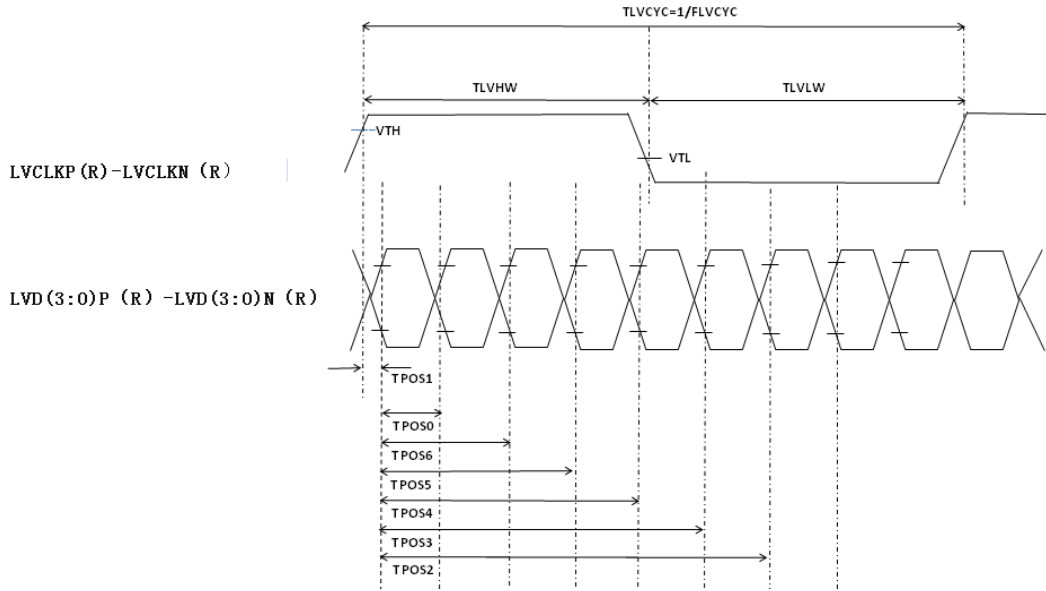 TLVCYC=1/FLVCYC
TLVHW
TLVLW
VTH
VTL
LVCLKP(R)-LVCLKN (R)
LVD(3:0)P (R) -LVD(3:0)N (R)
TPOS1
TPOS0
TPOS6
TPOS5
TPOS4
TPOS3
TPOS2